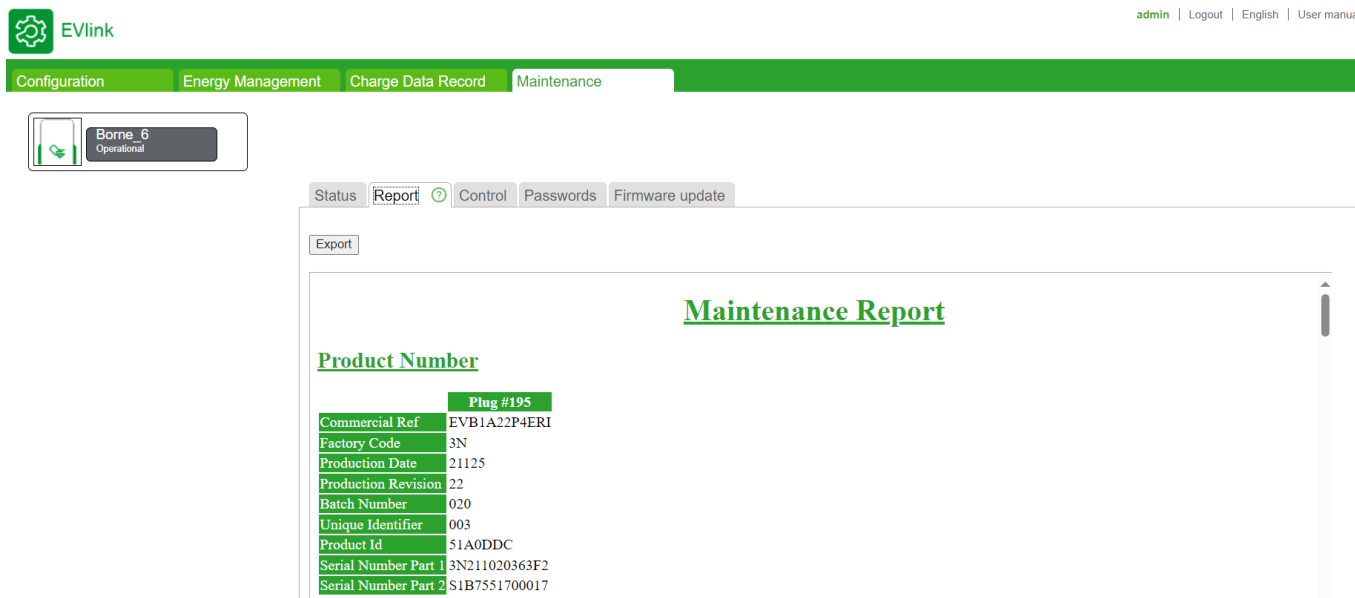 EVlink
admin | Logout | English | User manua
Configuration Energy Management Charge Data Record Maintenance
Borne_6
Operational
Status Report ? Control Passwords Firmware update
Export
Maintenance Report
Product Number
Plug #195
Commercial Ref EVB1A22P4ERI
Factory Code 3N
Production Date 21125
Production Revision 22
Batch Number 020
Unique Identifier 003
Product Id 51A0DDC
Serial Number Part 1 3N211020363F2
Serial Number Part 2 S1B7551700017